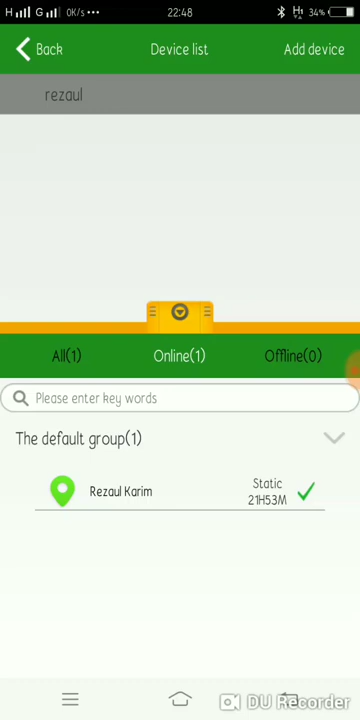 H G 0K/s ••• 22:48 34%
Back Device list Add device
rezaul
All(1) Online(1) Offline(0)
Please enter key words
The default group(1)
Rezaul Karim
Static
21H53M
DU Recorder